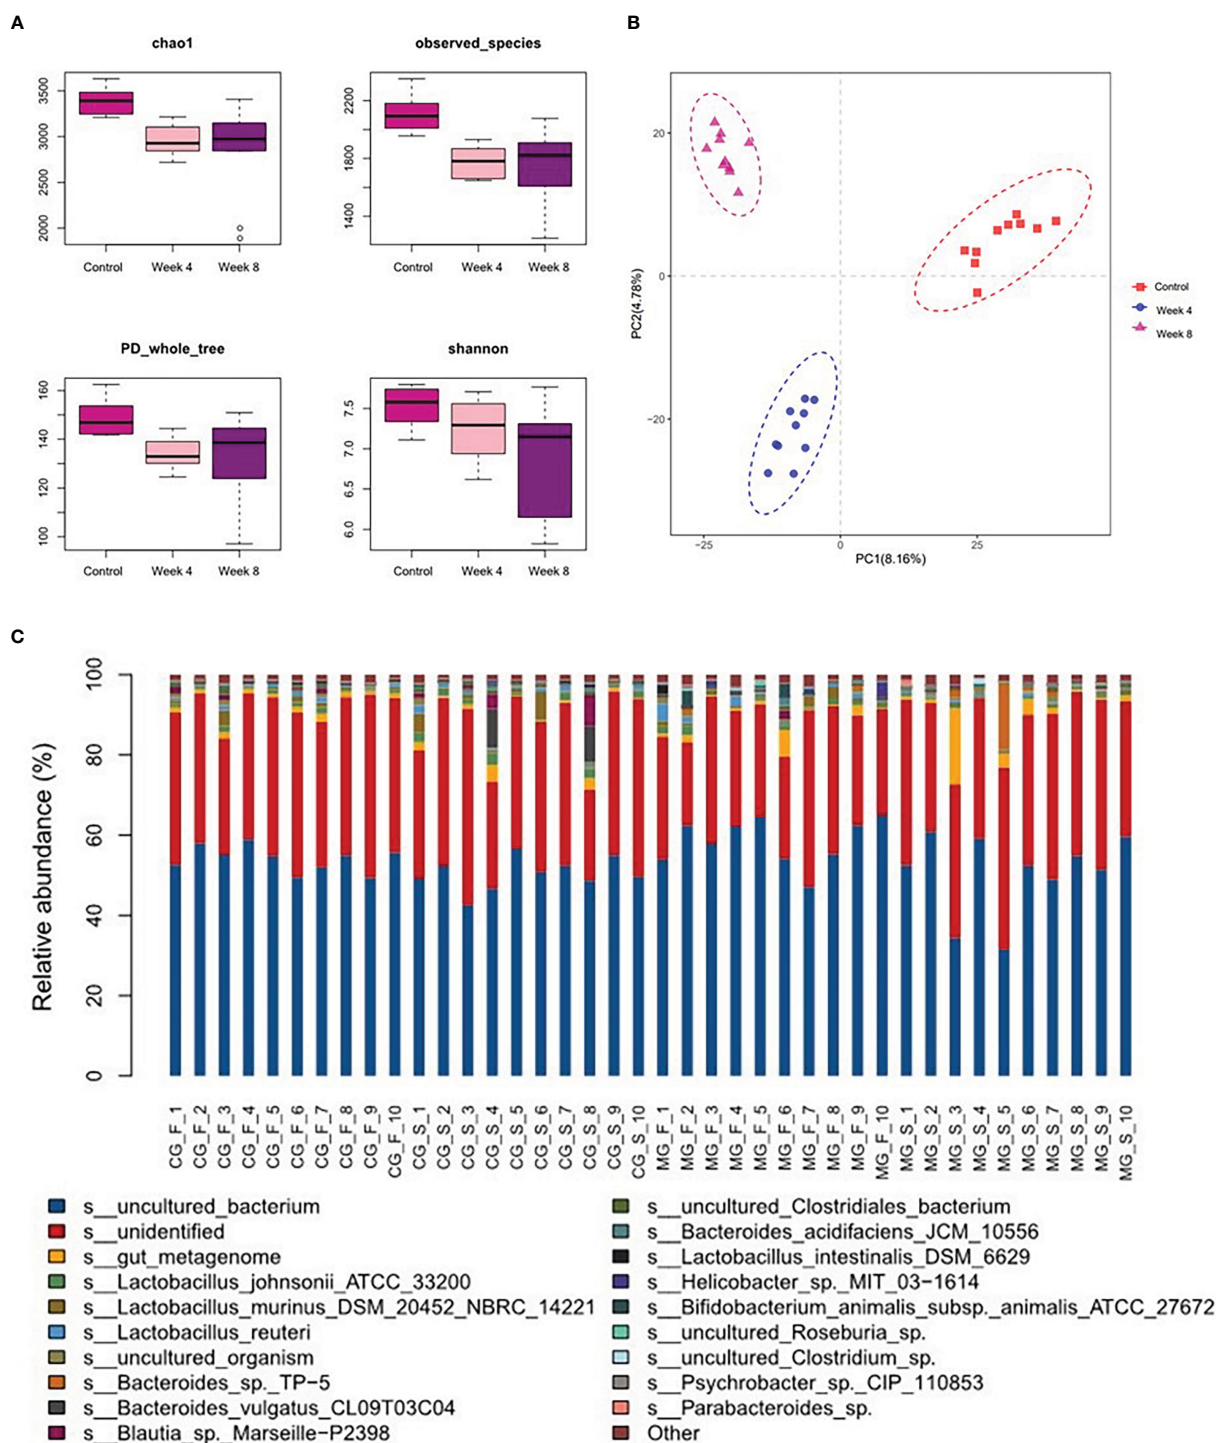 A
B
chao1
observed_species
3500
3000
2500
2000
Control Week 4 Week 8
2200
1800
1400
Control Week 4 Week 8
PD_whole_tree
shannon
160
140
120
100
Control Week 4 Week 8
7.5
7.0
6.5
6.0
Control Week 4 Week 8
PC2(4.78%)
20
0
−20
−25 0 25
PC1(8.16%)
Control
Week 4
Week 8
C
Relative abundance (%)
100
80
60
40
20
0
CG_F_1
CG_F_2
CG_F_3
CG_F_4
CG_F_5
CG_F_6
CG_F_7
CG_F_8
CG_F_9
CG_F_10
CG_S_1
CG_S_2
CG_S_3
CG_S_4
CG_S_5
CG_S_6
CG_S_7
CG_S_8
CG_S_9
CG_S_10
MG_F_1
MG_F_2
MG_F_3
MG_F_4
MG_F_5
MG_F_6
MG_F_7
MG_F_8
MG_F_9
MG_F_10
MG_S_1
MG_S_2
MG_S_3
MG_S_4
MG_S_5
MG_S_6
MG_S_7
MG_S_8
MG_S_9
MG_S_10
s__uncultured_bacterium
s__unidentified
s__gut_metagenome
s__Lactobacillus_johnsonii_ATCC_33200
s__Lactobacillus_murinus_DSM_20452_NBRC_14221
s__Lactobacillus_reuteri
s__uncultured_organism
s__Bacteroides_sp._TP−5
s__Bacteroides_vulgatus_CL09T03C04
s__Blautia_sp._Marseille−P2398
s__uncultured_Clostridiales_bacterium
s__Bacteroides_acidifaciens_JCM_10556
s__Lactobacillus_intestinalis_DSM_6629
s__Helicobacter_sp._MIT_03−1614
s__Bifidobacterium_animalis_subsp._animalis_ATCC_27672
s__uncultured_Roseburia_sp.
s__uncultured_Clostridium_sp.
s__Psychrobacter_sp._CIP_110853
s__Parabacteroides_sp.
Other